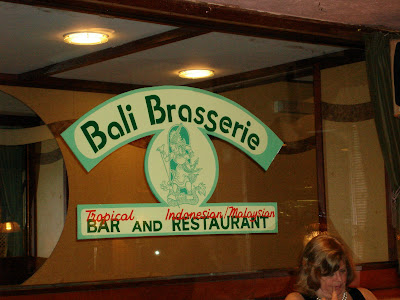 Bali Brasserie
Tropical Indonesian/Malaysian
BAR AND RESTAURANT